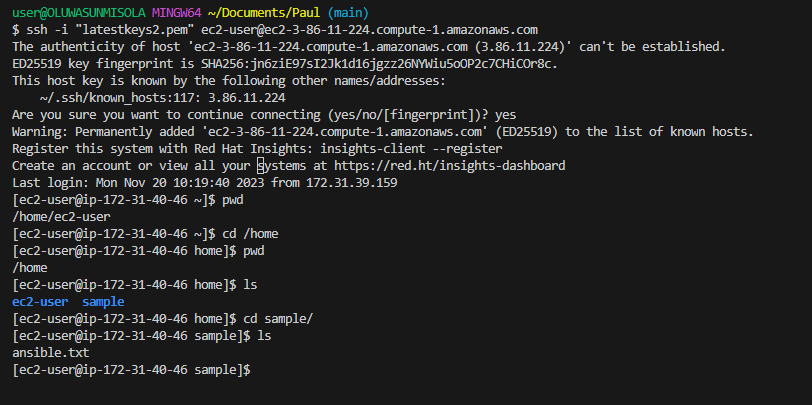 user@OLUWASUNMISOLA MINGW64 ~/Documents/Paul (main)
$ ssh -i "latestkeys2.pem" ec2-user@ec2-3-86-11-224.compute-1.amazonaws.com
The authenticity of host 'ec2-3-86-11-224.compute-1.amazonaws.com (3.86.11.224)' can't be established.
ED25519 key fingerprint is SHA256:jn6ziE97sI2Jk1d16jgzz26NYWiu5oOP2c7CHiCOr8c.
This host key is known by the following other names/addresses:
    ~/.ssh/known_hosts:117: 3.86.11.224
Are you sure you want to continue connecting (yes/no/[fingerprint])? yes
Warning: Permanently added 'ec2-3-86-11-224.compute-1.amazonaws.com' (ED25519) to the list of known hosts.
Register this system with Red Hat Insights: insights-client --register
Create an account or view all your systems at https://red.ht/insights-dashboard
Last login: Mon Nov 20 10:19:40 2023 from 172.31.39.159
[ec2-user@ip-172-31-40-46 ~]$ pwd
/home/ec2-user
[ec2-user@ip-172-31-40-46 ~]$ cd /home
[ec2-user@ip-172-31-40-46 home]$ pwd
/home
[ec2-user@ip-172-31-40-46 home]$ ls
ec2-user  sample
[ec2-user@ip-172-31-40-46 home]$ cd sample/
[ec2-user@ip-172-31-40-46 sample]$ ls
ansible.txt
[ec2-user@ip-172-31-40-46 sample]$